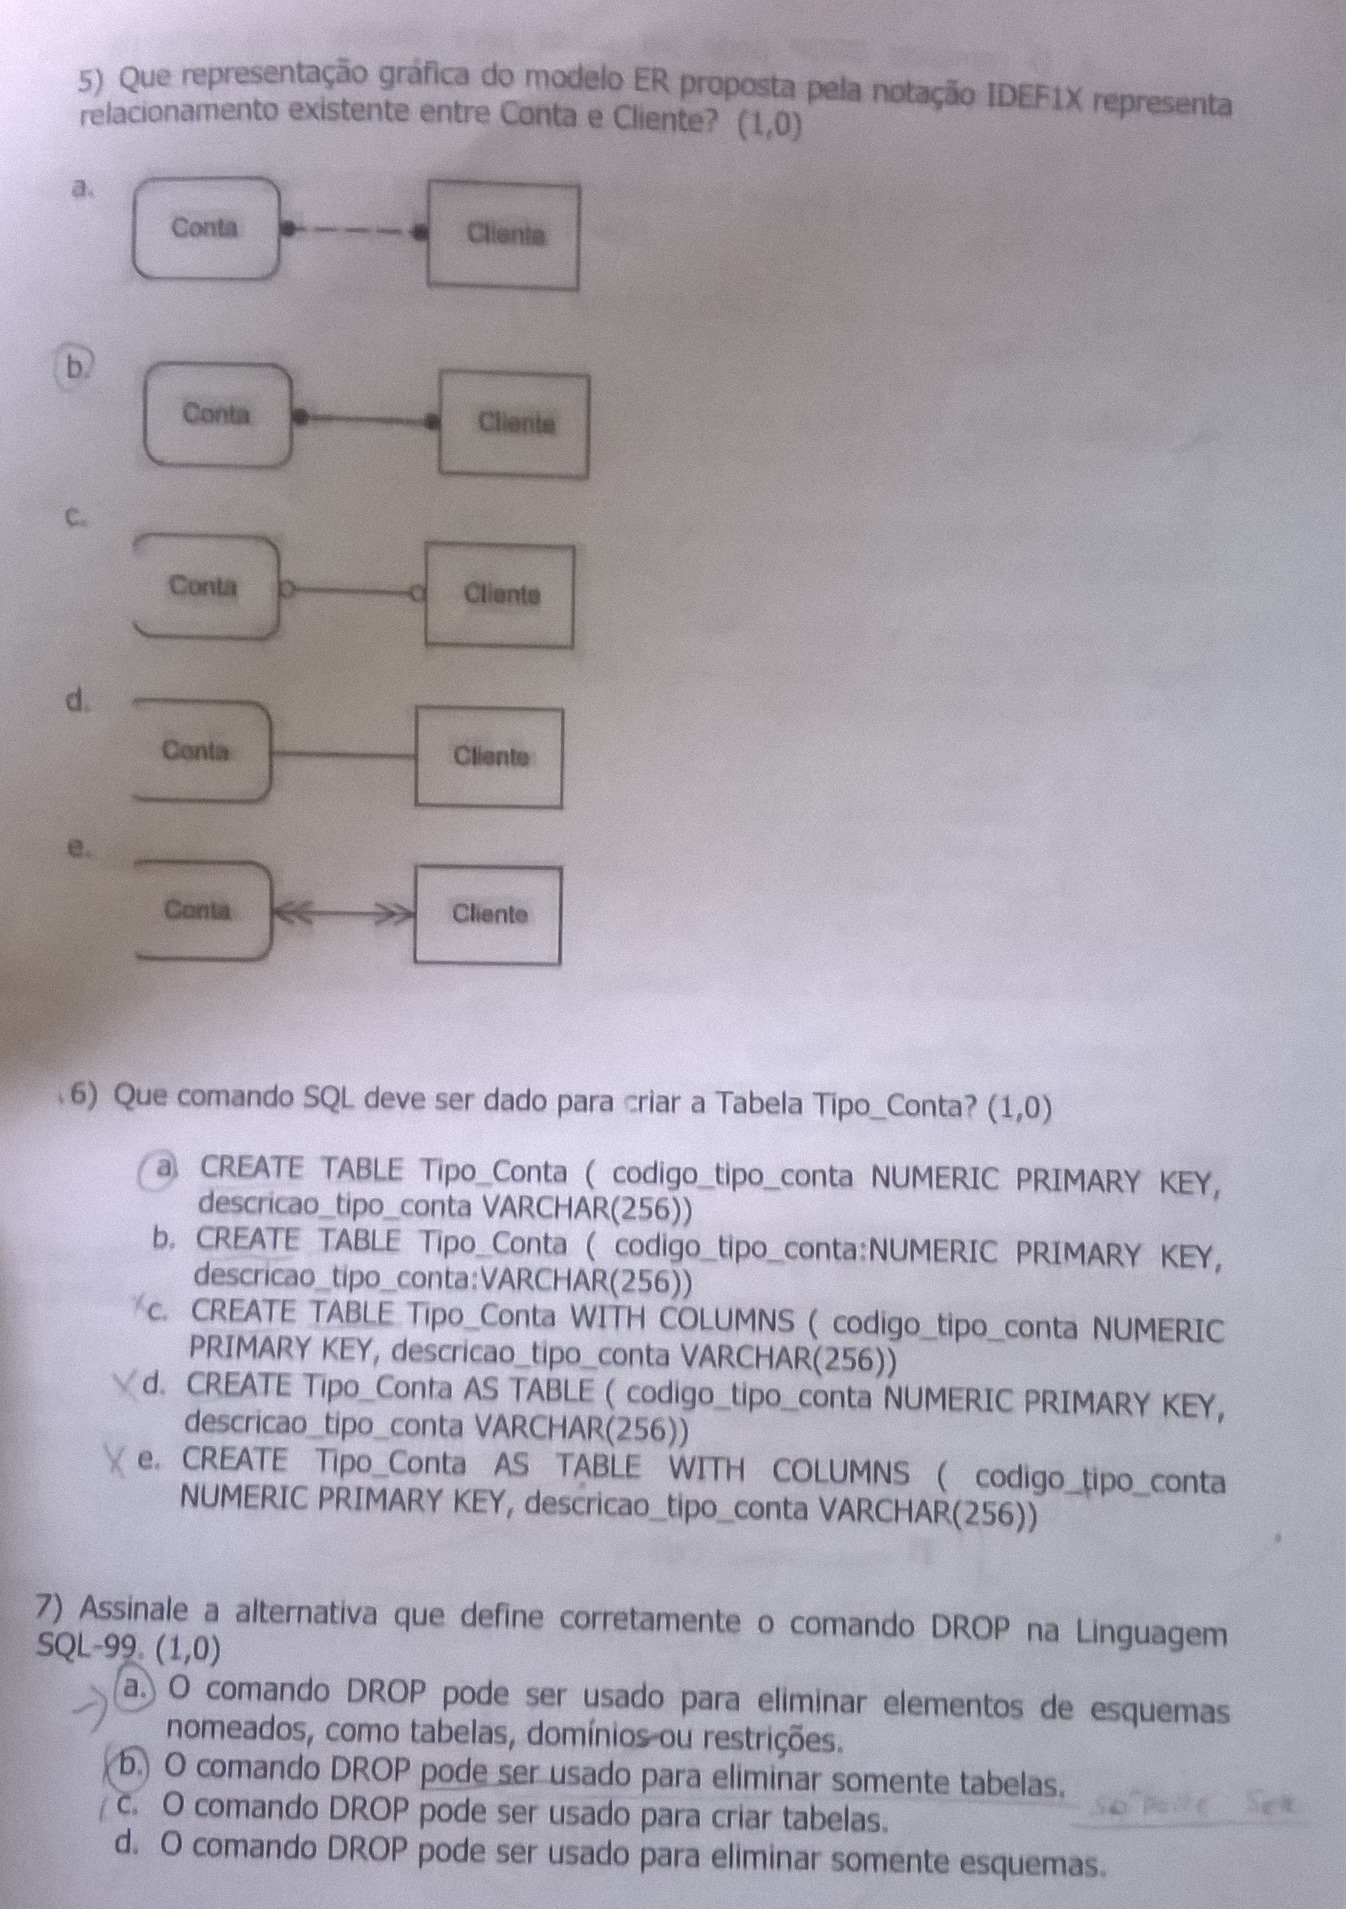 5) Que representação gráfica do modelo ER proposta pela notação IDEF1X representa
relacionamento existente entre Conta e Cliente? (1,0)
a.
Conta
Cliente
b.
Conta
Cliente
c.
Conta
Cliente
d.
Conta
Cliente
e.
Conta
Cliente
6) Que comando SQL deve ser dado para criar a Tabela Tipo_Conta? (1,0)
a. CREATE TABLE Tipo_Conta ( codigo_tipo_conta NUMERIC PRIMARY KEY,
descricao_tipo_conta VARCHAR(256))
b. CREATE TABLE Tipo_Conta ( codigo_tipo_conta:NUMERIC PRIMARY KEY,
descricao_tipo_conta:VARCHAR(256))
c. CREATE TABLE Tipo_Conta WITH COLUMNS ( codigo_tipo_conta NUMERIC
PRIMARY KEY, descricao_tipo_conta VARCHAR(256))
d. CREATE Tipo_Conta AS TABLE ( codigo_tipo_conta NUMERIC PRIMARY KEY,
descricao_tipo_conta VARCHAR(256))
e. CREATE Tipo_Conta AS TABLE WITH COLUMNS ( codigo_tipo_conta
NUMERIC PRIMARY KEY, descricao_tipo_conta VARCHAR(256))
7) Assinale a alternativa que define corretamente o comando DROP na Linguagem
SQL-99. (1,0)
a. O comando DROP pode ser usado para eliminar elementos de esquemas
nomeados, como tabelas, domínios ou restrições.
b. O comando DROP pode ser usado para eliminar somente tabelas.
c. O comando DROP pode ser usado para criar tabelas.
d. O comando DROP pode ser usado para eliminar somente esquemas.